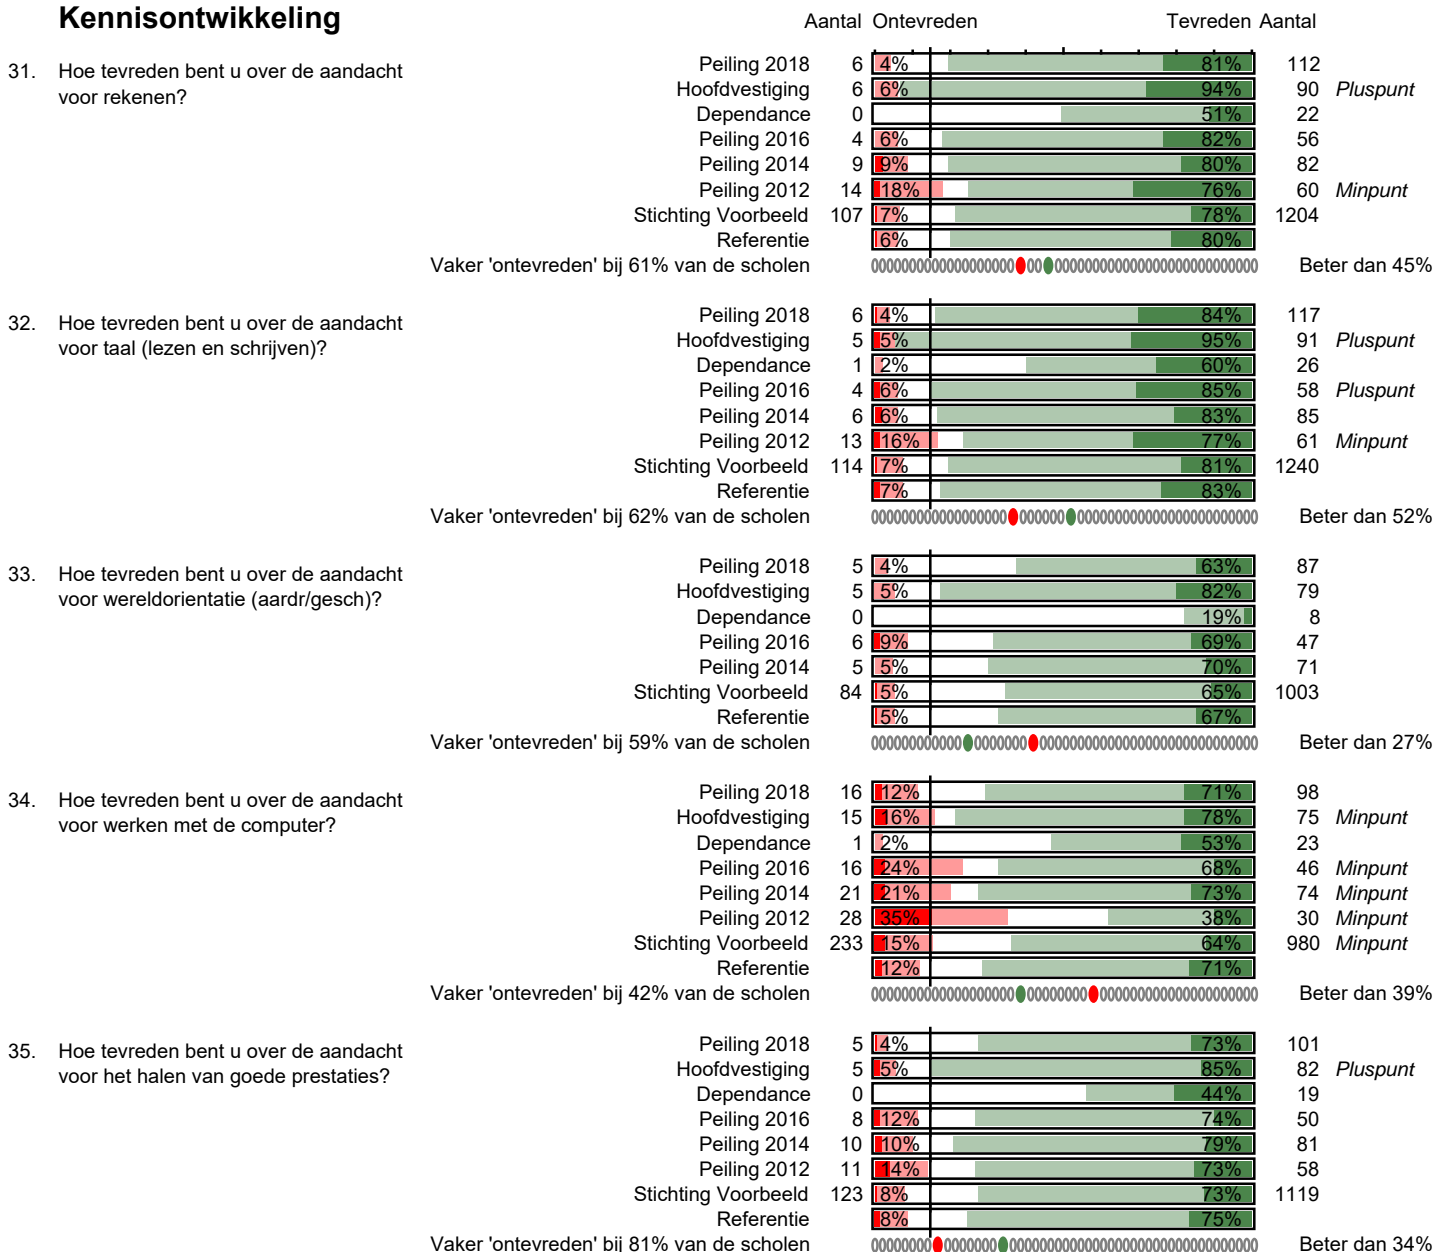 Kennisontwikkeling
Aantal Ontevreden Tevreden Aantal
31. Hoe tevreden bent u over de aandacht
voor rekenen?
Peiling 2018 6 4% 81% 112
Hoofdvestiging 6 6% 94% 90 Pluspunt
Dependance 0 51% 22
Peiling 2016 4 6% 82% 56
Peiling 2014 9 9% 80% 82
Peiling 2012 14 18% 76% 60 Minpunt
Stichting Voorbeeld 107 7% 78% 1204
Referentie 6% 80%
Vaker 'ontevreden' bij 61% van de scholen Beter dan 45%
32. Hoe tevreden bent u over de aandacht
voor taal (lezen en schrijven)?
Peiling 2018 6 4% 84% 117
Hoofdvestiging 5 5% 95% 91 Pluspunt
Dependance 1 2% 60% 26
Peiling 2016 4 6% 85% 58 Pluspunt
Peiling 2014 6 6% 83% 85
Peiling 2012 13 16% 77% 61 Minpunt
Stichting Voorbeeld 114 7% 81% 1240
Referentie 7% 83%
Vaker 'ontevreden' bij 62% van de scholen Beter dan 52%
33. Hoe tevreden bent u over de aandacht
voor wereldorientatie (aardr/gesch)?
Peiling 2018 5 4% 63% 87
Hoofdvestiging 5 5% 82% 79
Dependance 0 19% 8
Peiling 2016 6 9% 69% 47
Peiling 2014 5 5% 70% 71
Stichting Voorbeeld 84 5% 65% 1003
Referentie 5% 67%
Vaker 'ontevreden' bij 59% van de scholen Beter dan 27%
34. Hoe tevreden bent u over de aandacht
voor werken met de computer?
Peiling 2018 16 12% 71% 98
Hoofdvestiging 15 16% 78% 75 Minpunt
Dependance 1 2% 53% 23
Peiling 2016 16 24% 68% 46 Minpunt
Peiling 2014 21 21% 73% 74 Minpunt
Peiling 2012 28 35% 38% 30 Minpunt
Stichting Voorbeeld 233 15% 64% 980 Minpunt
Referentie 12% 71%
Vaker 'ontevreden' bij 42% van de scholen Beter dan 39%
35. Hoe tevreden bent u over de aandacht
voor het halen van goede prestaties?
Peiling 2018 5 4% 73% 101
Hoofdvestiging 5 5% 85% 82 Pluspunt
Dependance 0 44% 19
Peiling 2016 8 12% 74% 50
Peiling 2014 10 10% 79% 81
Peiling 2012 11 14% 73% 58
Stichting Voorbeeld 123 8% 73% 1119
Referentie 8% 75%
Vaker 'ontevreden' bij 81% van de scholen Beter dan 34%